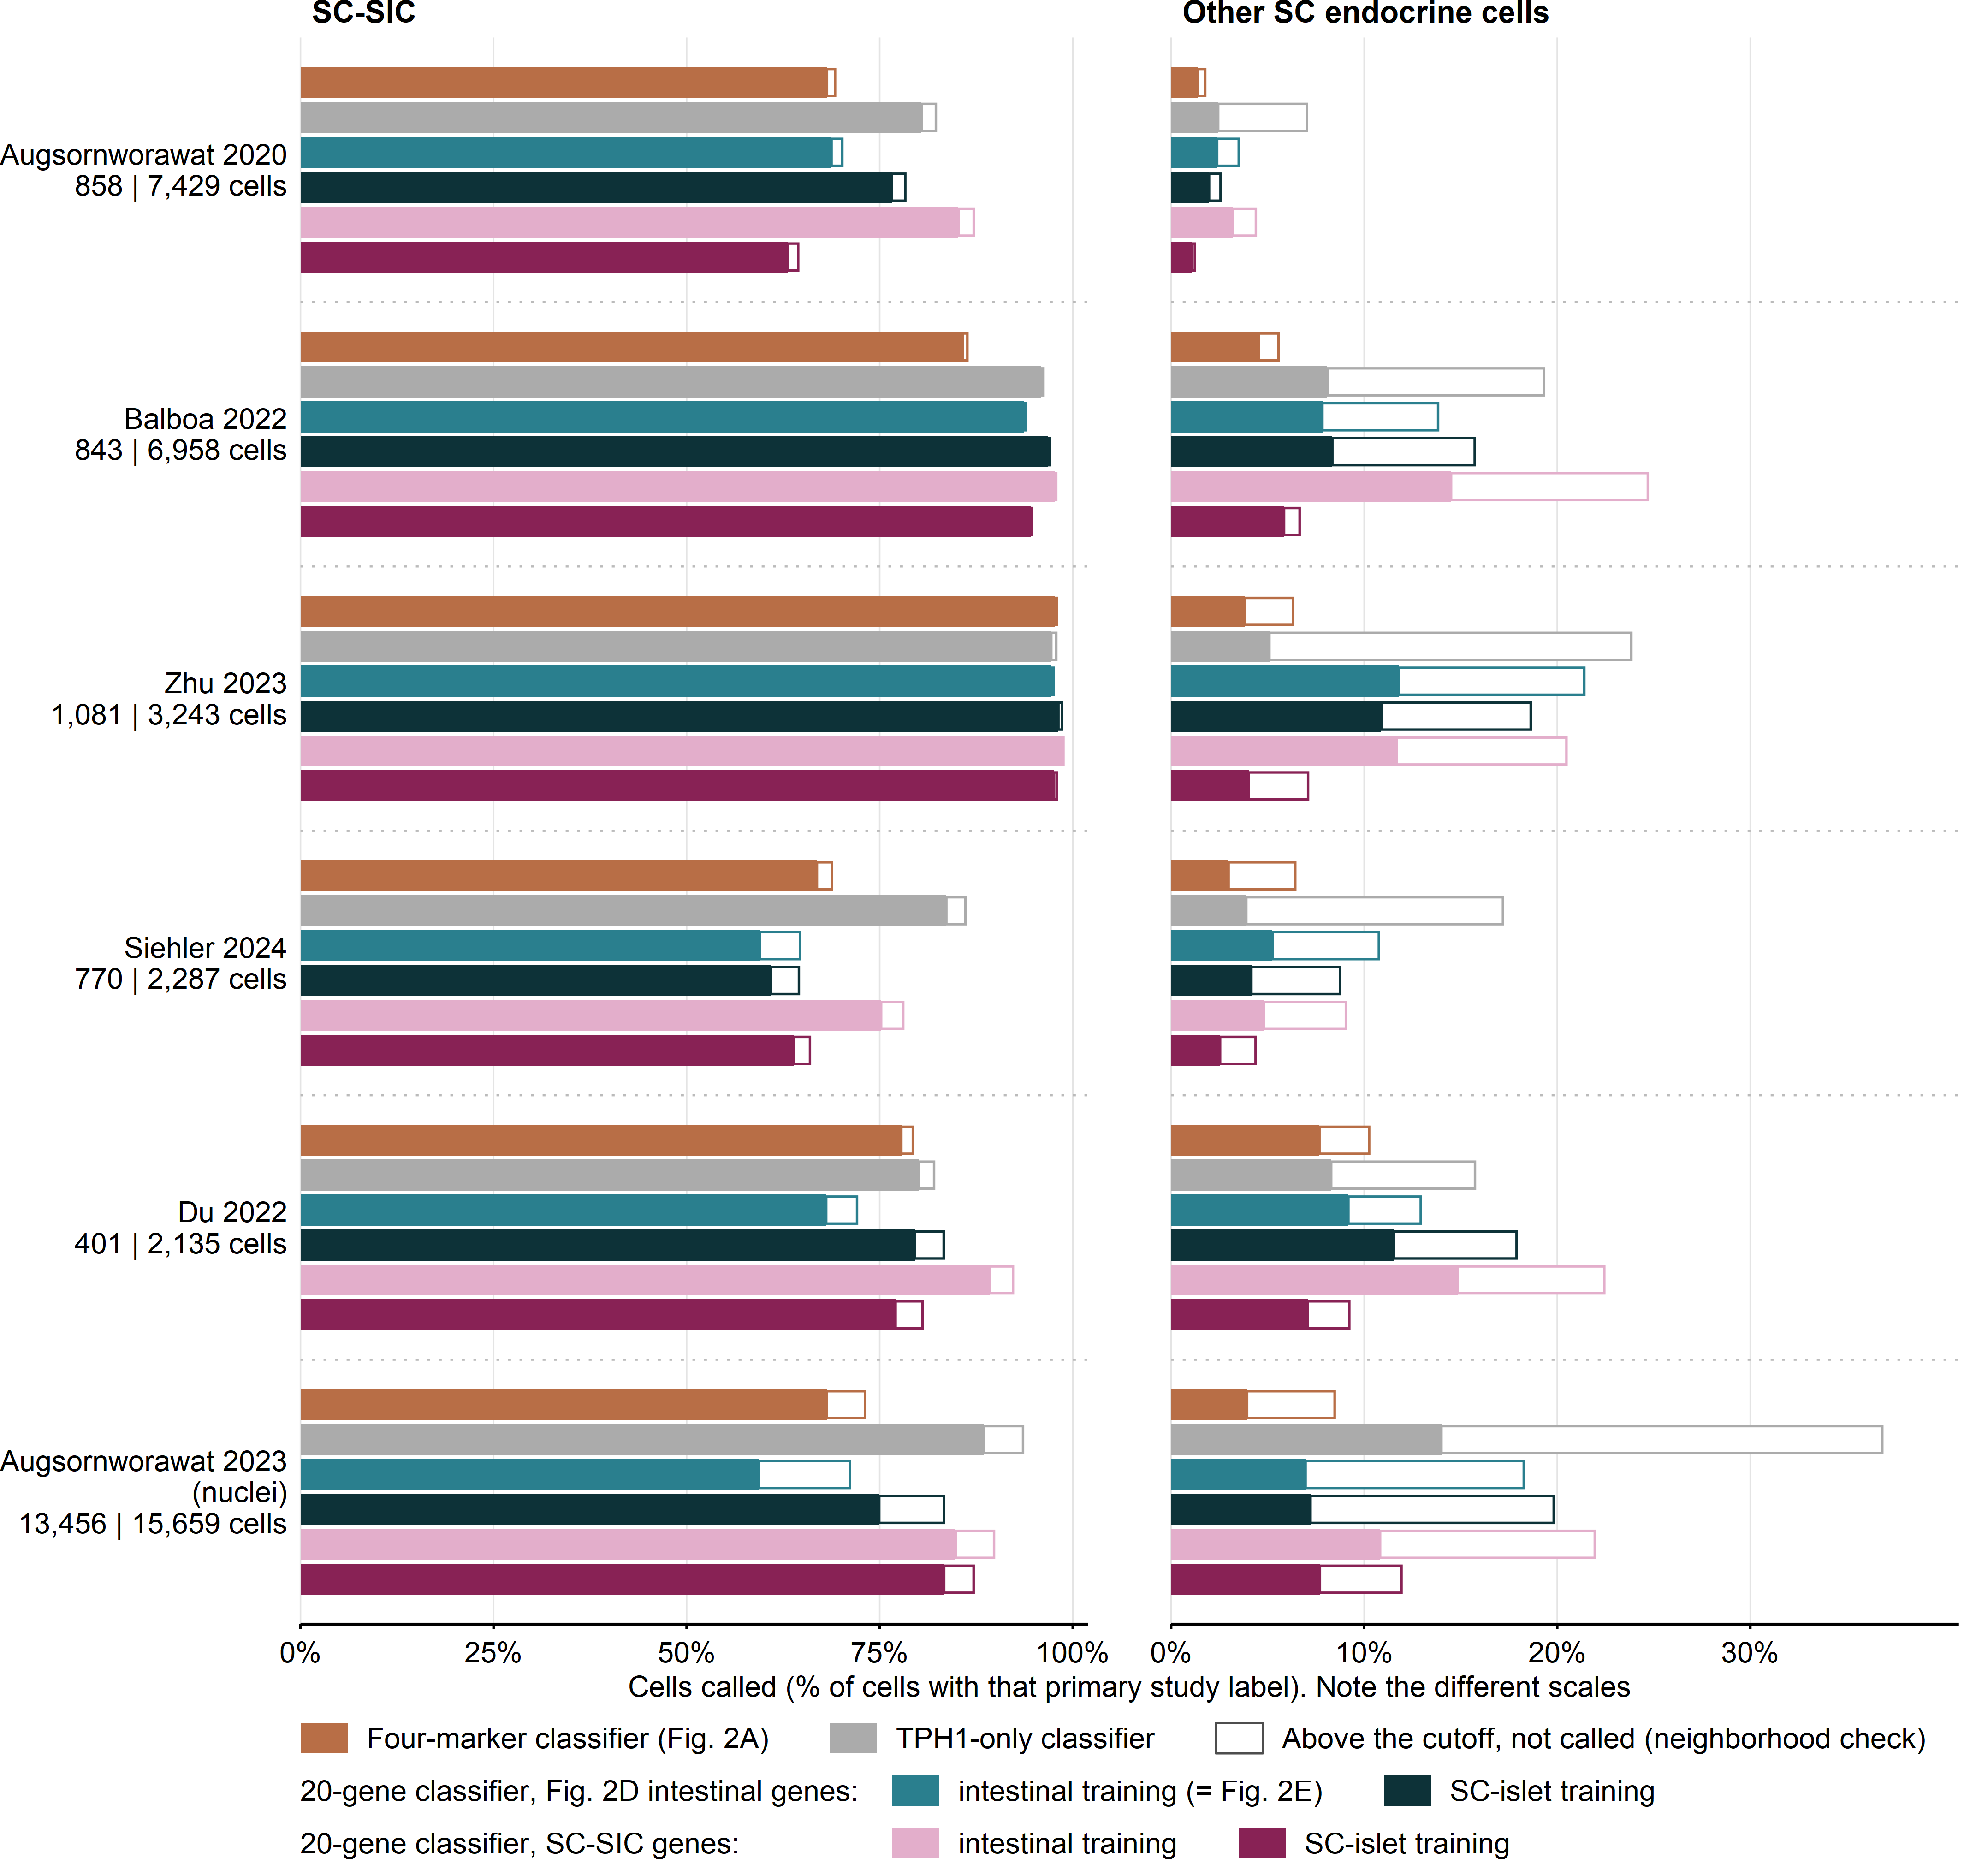 SC-SIC
Other SC endocrine cells
Augsornworawat 2020
858 | 7,429 cells
Balboa 2022
843 | 6,958 cells
Zhu 2023
1,081 | 3,243 cells
Siehler 2024
770 | 2,287 cells
Du 2022
401 | 2,135 cells
Augsornworawat 2023
(nuclei)
13,456 | 15,659 cells
0% 25% 50% 75% 100% 0% 10% 20% 30%
Cells called (% of cells with that primary study label). Note the different scales
Four-marker classifier (Fig. 2A) TPH1-only classifier Above the cutoff, not called (neighborhood check)
20-gene classifier, Fig. 2D intestinal genes: intestinal training (= Fig. 2E) SC-islet training
20-gene classifier, SC-SIC genes: intestinal training SC-islet training